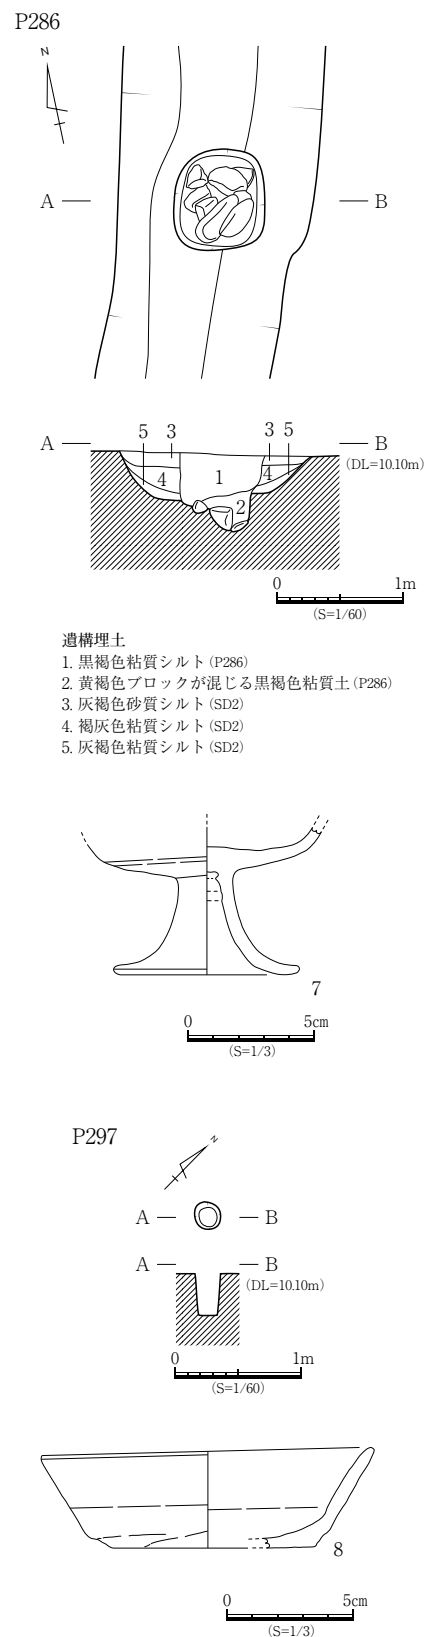 P286
N
A B
A 5 3 3 5 B
(DL=10.10m)
4 1 4
2
0 1m
(S=1/60)
遺構埋土
1. 黒褐色粘質シルト(P286)
2. 黄褐色ブロックが混じる黒褐色粘質土(P286)
3. 灰褐色砂質シルト(SD2)
4. 褐灰色粘質シルト(SD2)
5. 灰褐色粘質シルト(SD2)
7
0 5cm
(S=1/3)
P297
N
A B
A B
(DL=10.10m)
0 1m
(S=1/60)
8
0 5cm
(S=1/3)